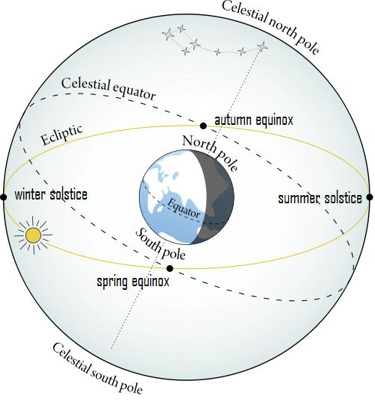 Celestial north pole
Celestial equator
autumn equinox
Ecliptic
North pole
winter solstice
summer solstice
Equator
South pole
spring equinox
Celestial south pole